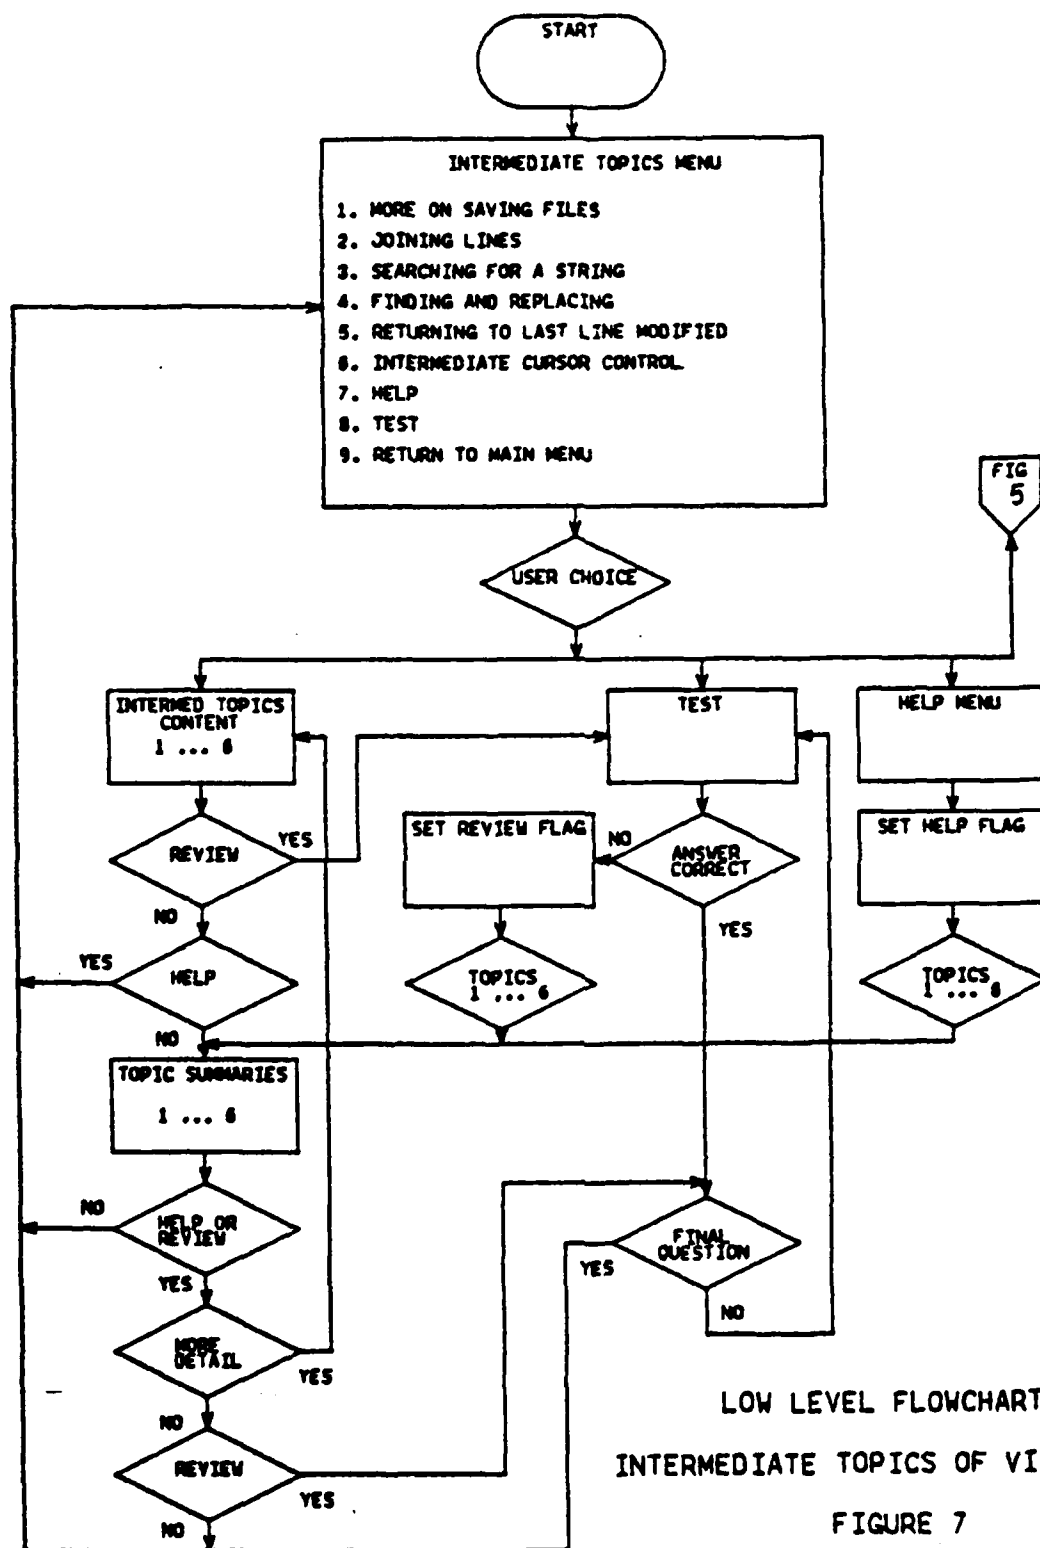 START
INTERMEDIATE TOPICS MENU
1. MORE ON SAVING FILES
2. JOINING LINES
3. SEARCHING FOR A STRING
4. FINDING AND REPLACING
5. RETURNING TO LAST LINE MODIFIED
6. INTERMEDIATE CURSOR CONTROL
7. HELP
8. TEST
9. RETURN TO MAIN MENU
FIG
5
USER CHOICE
INTERMED TOPICS
CONTENT
1 ... 6
TEST
HELP MENU
REVIEW
YES
NO
SET REVIEW FLAG
NO
ANSWER
CORRECT
YES
SET HELP FLAG
YES
HELP
NO
TOPICS
1 ... 6
TOPICS
1 ... 6
TOPIC SUMMARIES
1 ... 6
NO
HELP OR
REVIEW
YES
FINAL
QUESTION
YES
NO
MORE
DETAIL
YES
NO
REVIEW
YES
NO
LOW LEVEL FLOWCHART
INTERMEDIATE TOPICS OF VI
FIGURE 7